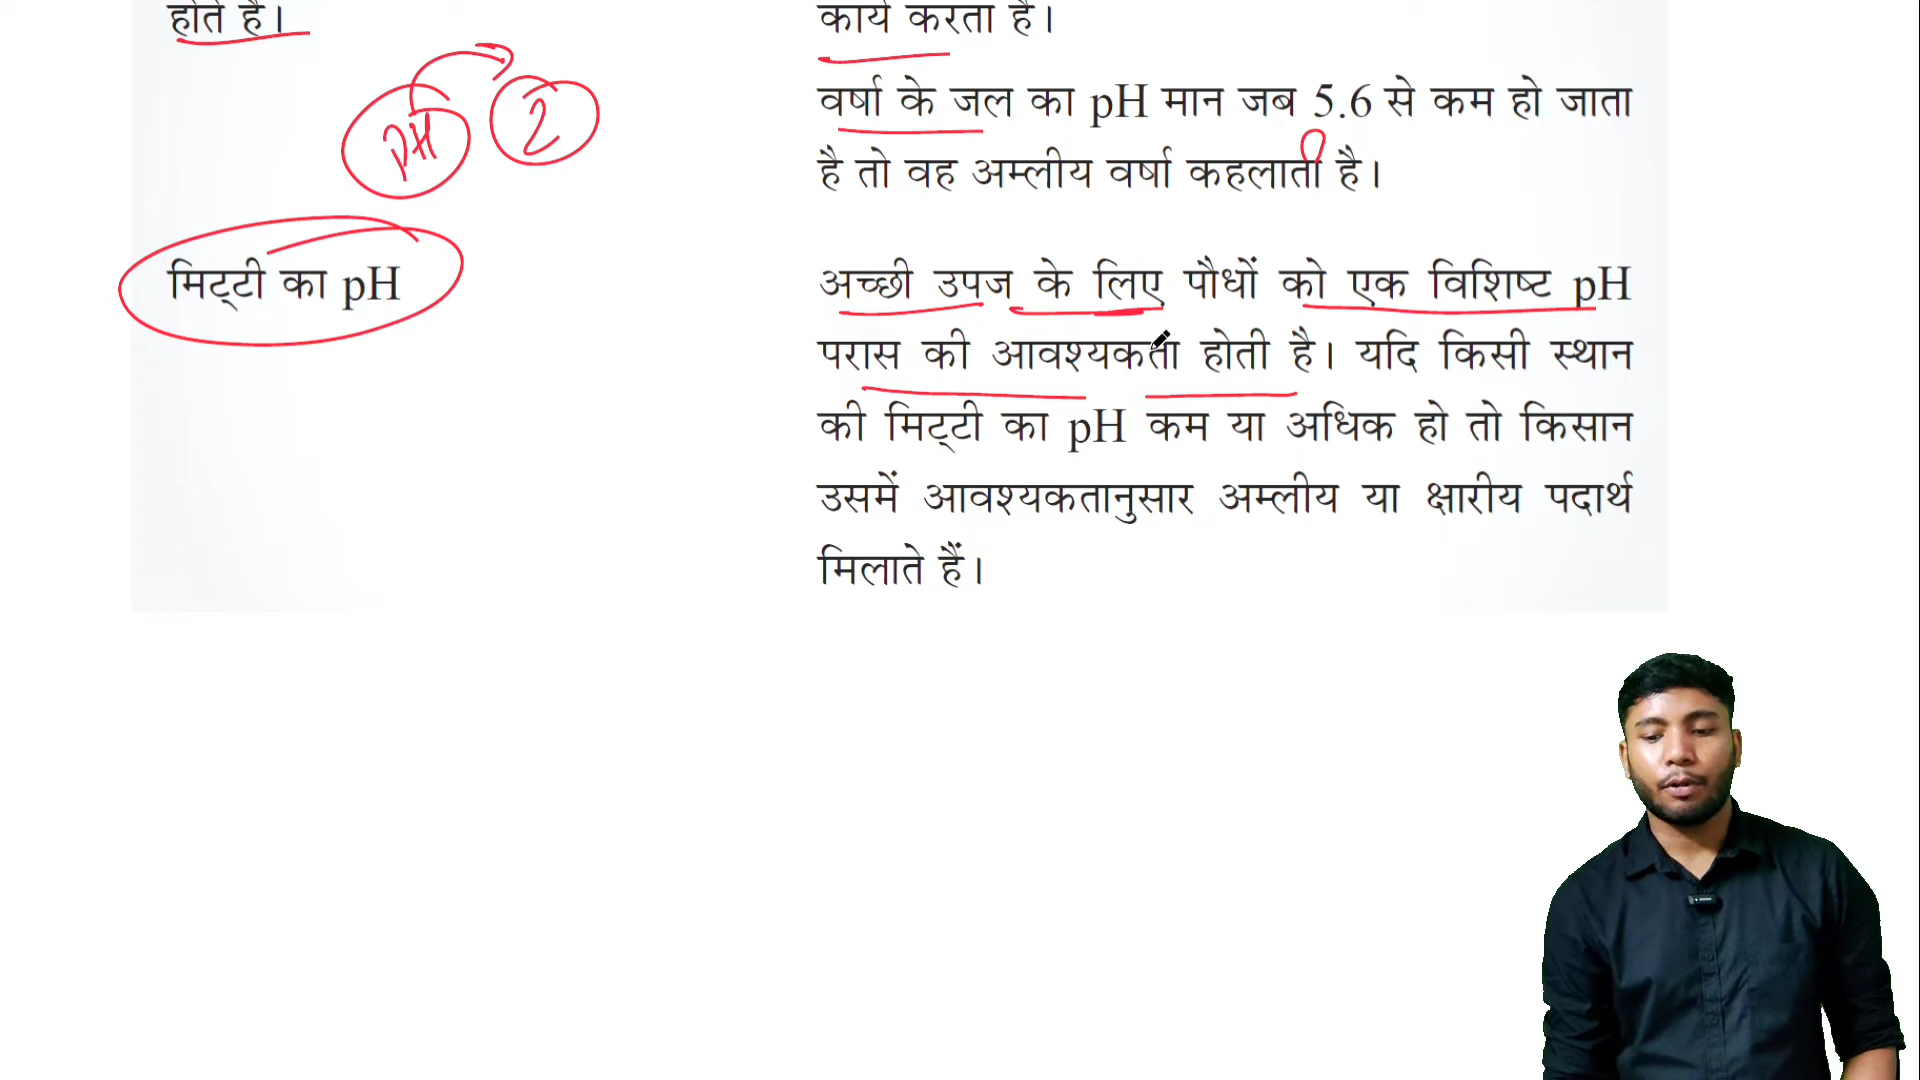 होते है।
pH 2
मिट्टी का pH
कार्य करता है।
वर्षा के जल का pH मान जब 5.6 से कम हो जाता
है तो वह अम्लीय वर्षा कहलाती है।
अच्छी उपज के लिए पौधों को एक विशिष्ट pH
परास की आवश्यकता होती है। यदि किसी स्थान
की मिट्टी का pH कम या अधिक हो तो किसान
उसमें आवश्यकतानुसार अम्लीय या क्षारीय पदार्थ
मिलाते हैं।